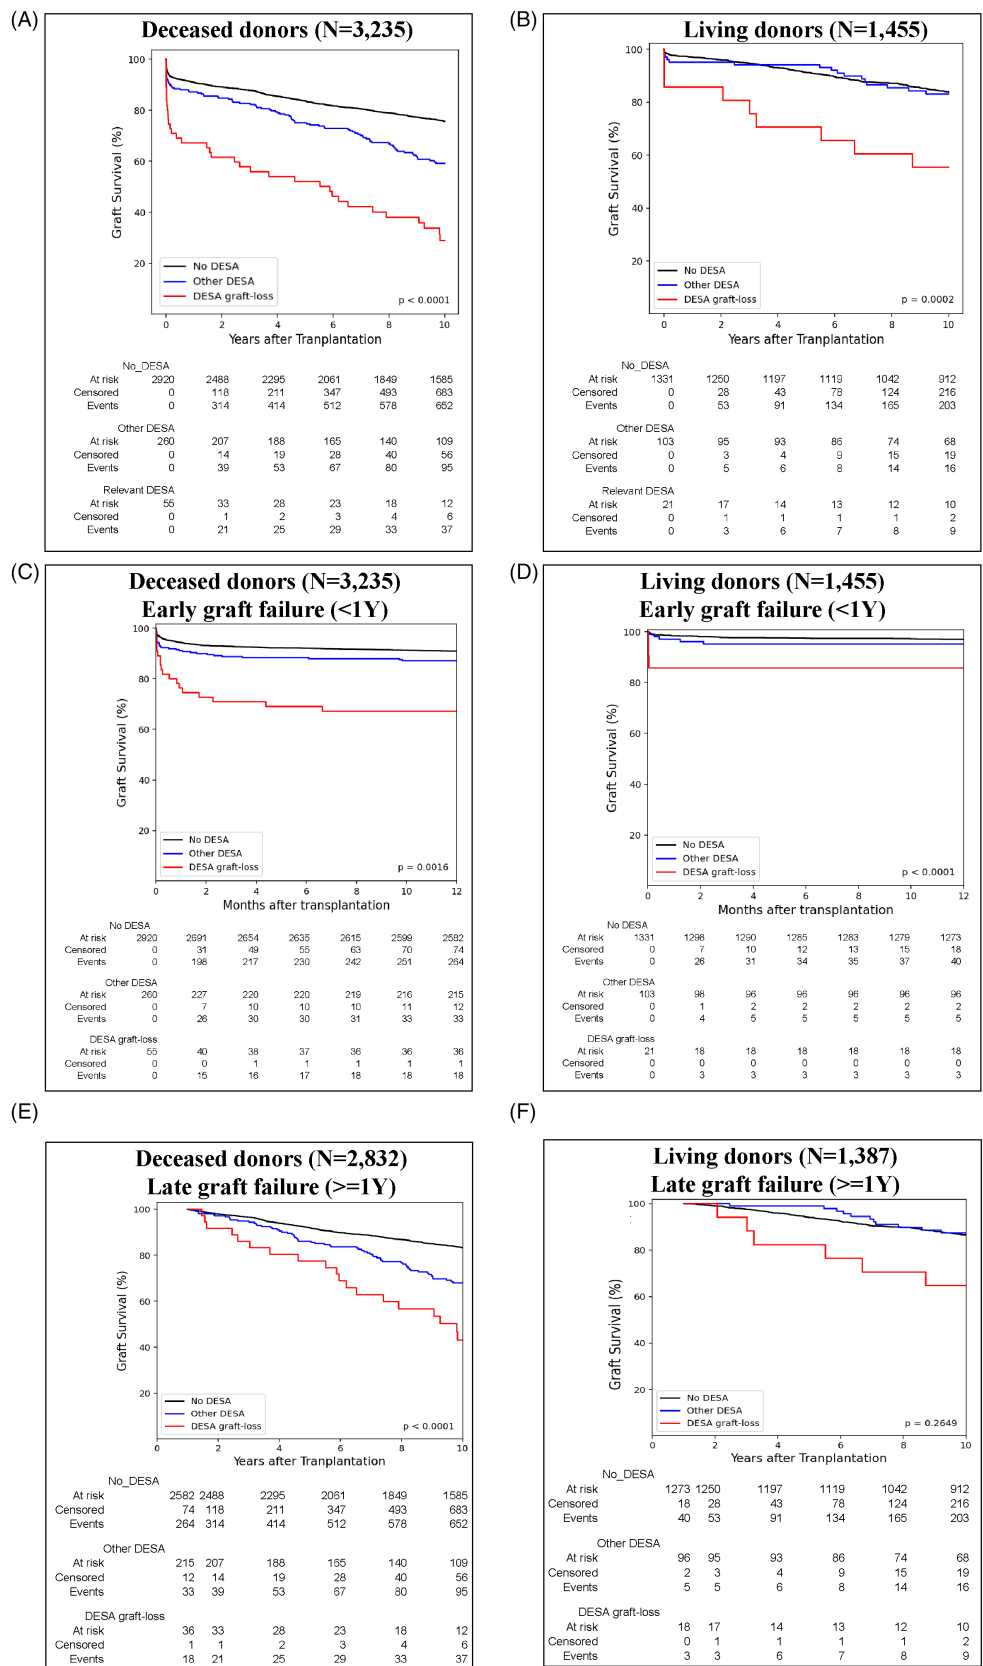 (A)
Deceased donors (N=3,235)
100
80
60
40
20
Graft Survival (%)
No DESA
Other DESA
DESA graft-loss
p < 0.0001
0 2 4 6 8 10
Years after Tranplantation
No_DESA
At risk 2920 2488 2295 2061 1849 1585
Censored 0 118 211 347 493 683
Events 0 314 414 512 578 652
Other DESA
At risk 260 207 188 165 140 109
Censored 0 14 19 28 40 56
Events 0 39 53 67 80 95
Relevant DESA
At risk 55 33 28 23 18 12
Censored 0 1 2 3 4 6
Events 0 21 25 29 33 37
(B)
Living donors (N=1,455)
100
80
60
40
20
Graft Survival (%)
No DESA
Other DESA
DESA graft-loss
p = 0.0002
0 2 4 6 8 10
Years after Tranplantation
No_DESA
At risk 1331 1250 1197 1119 1042 912
Censored 0 28 43 78 124 216
Events 0 53 91 134 165 203
Other DESA
At risk 103 95 93 86 74 68
Censored 0 3 4 9 15 19
Events 0 5 6 8 14 16
Relevant DESA
At risk 21 17 14 13 12 10
Censored 0 1 1 1 1 2
Events 0 3 6 7 8 9
(C)
Deceased donors (N=3,235)
Early graft failure (<1Y)
100
80
60
40
20
Graft Survival (%)
No DESA
Other DESA
DESA graft-loss
p = 0.0016
0 2 4 6 8 10 12
Months after transplantation
No DESA
At risk 2920 2691 2654 2635 2615 2599 2582
Censored 0 31 49 55 63 70 74
Events 0 198 217 230 242 251 264
Other DESA
At risk 260 227 220 220 219 216 215
Censored 0 7 10 10 10 11 12
Events 0 26 30 30 31 33 33
DESA graft-loss
At risk 55 40 38 37 36 36 36
Censored 0 0 1 1 1 1 1
Events 0 15 16 17 18 18 18
(D)
Living donors (N=1,455)
Early graft failure (<1Y)
100
80
60
40
20
Graft Survival (%)
No DESA
Other DESA
DESA graft-loss
p < 0.0001
0 2 4 6 8 10 12
Months after transplantation
No DESA
At risk 1331 1298 1290 1285 1283 1279 1273
Censored 0 7 10 12 13 15 18
Events 0 26 31 34 35 37 40
Other DESA
At risk 103 98 96 96 96 96 96
Censored 0 1 2 2 2 2 2
Events 0 4 5 5 5 5 5
DESA graft-loss
At risk 21 18 18 18 18 18 18
Censored 0 0 0 0 0 0 0
Events 0 3 3 3 3 3 3
(E)
Deceased donors (N=2,832)
Late graft failure (>=1Y)
100
80
60
40
20
Graft Survival (%)
No DESA
Other DESA
DESA graft-loss
p < 0.0001
0 2 4 6 8 10
Years after Tranplantation
No_DESA
At risk 2582 2488 2295 2061 1849 1585
Censored 74 118 211 347 493 683
Events 264 314 414 512 578 652
Other DESA
At risk 215 207 188 165 140 109
Censored 12 14 19 28 40 56
Events 33 39 53 67 80 95
DESA graft-loss
At risk 36 33 28 23 18 12
Censored 1 1 2 3 4 6
Events 18 21 25 29 33 37
(F)
Living donors (N=1,387)
Late graft failure (>=1Y)
100
80
60
40
20
Graft Survival (%)
No DESA
Other DESA
DESA graft-loss
p = 0.2649
0 2 4 6 8 10
Years after Tranplantation
No_DESA
At risk 1273 1250 1197 1119 1042 912
Censored 18 28 43 78 124 216
Events 40 53 91 134 165 203
Other DESA
At risk 96 95 93 86 74 68
Censored 2 3 4 9 15 19
Events 5 5 6 8 14 16
DESA graft-loss
At risk 18 17 14 13 12 10
Censored 0 1 1 1 1 2
Events 3 3 6 7 8 9